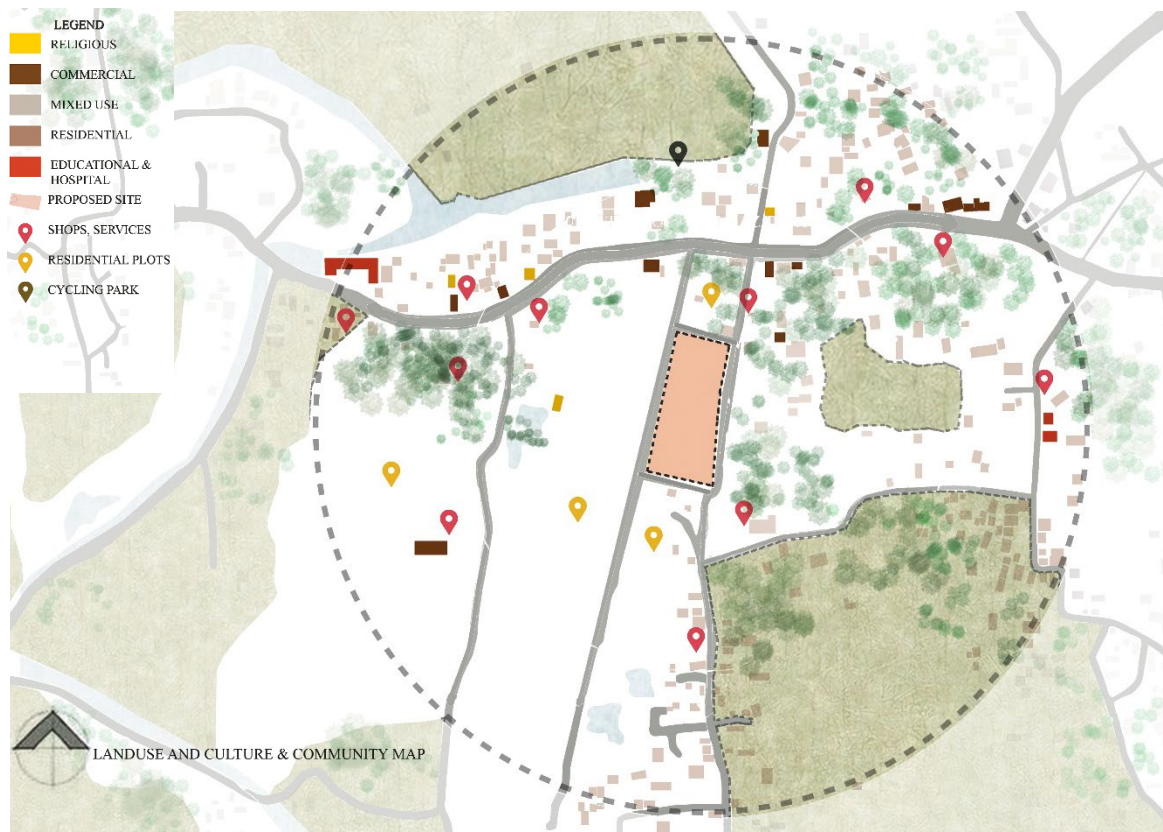 LEGEND
RELIGIOUS
COMMERCIAL
MIXED USE
RESIDENTIAL
EDUCATIONAL &
HOSPITAL
PROPOSED SITE
SHOPS, SERVICES
RESIDENTIAL PLOTS
CYCLING PARK
LANDUSE AND CULTURE & COMMUNITY MAP